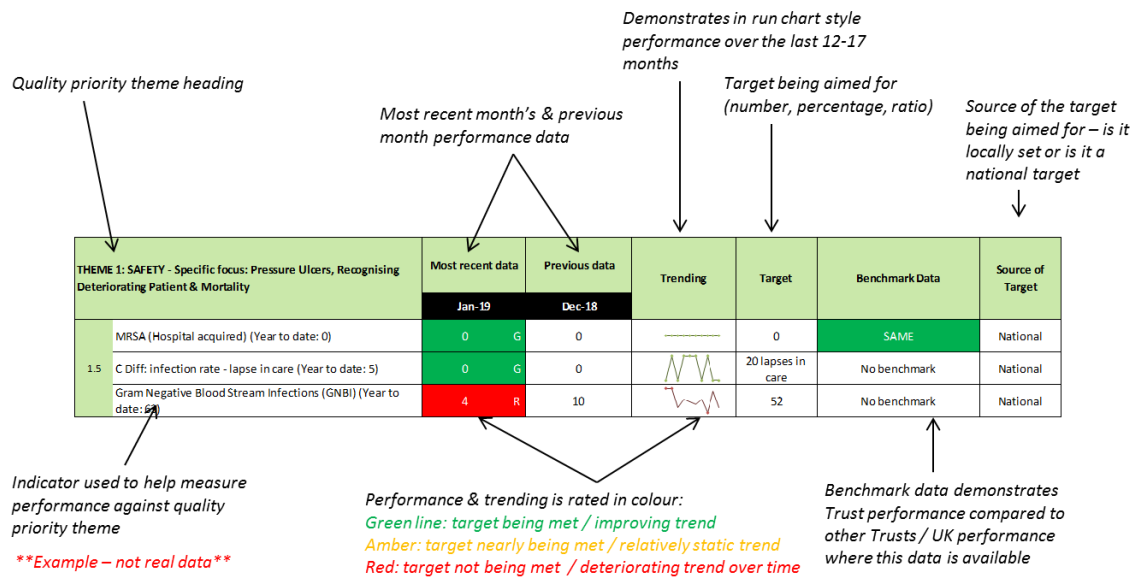 Demonstrates in run chart style
performance over the last 12-17
months
Quality priority theme heading
Most recent month's & previous
month performance data
Target being aimed for
(number, percentage, ratio)
Source of the target
being aimed for – is it
locally set or is it a
national target
THEME 1: SAFETY - Specific focus: Pressure Ulcers, Recognising
Deteriorating Patient & Mortality
Most recent data
Previous data
Trending
Target
Benchmark Data
Source of
Target
Jan-19
Dec-18
1.5
MRSA (Hospital acquired) (Year to date: 0)
0 G
0
0
SAME
National
C Diff: infection rate - lapse in care (Year to date: 5)
0 G
0
20 lapses in
care
No benchmark
National
Gram Negative Blood Stream Infections (GNBI) (Year to
date:
4 R
10
52
No benchmark
National
Indicator used to help measure
performance against quality
priority theme
**Example – not real data**
Performance & trending is rated in colour:
Green line: target being met / improving trend
Amber: target nearly being met / relatively static trend
Red: target not being met / deteriorating trend over time
Benchmark data demonstrates
Trust performance compared to
other Trusts / UK performance
where this data is available